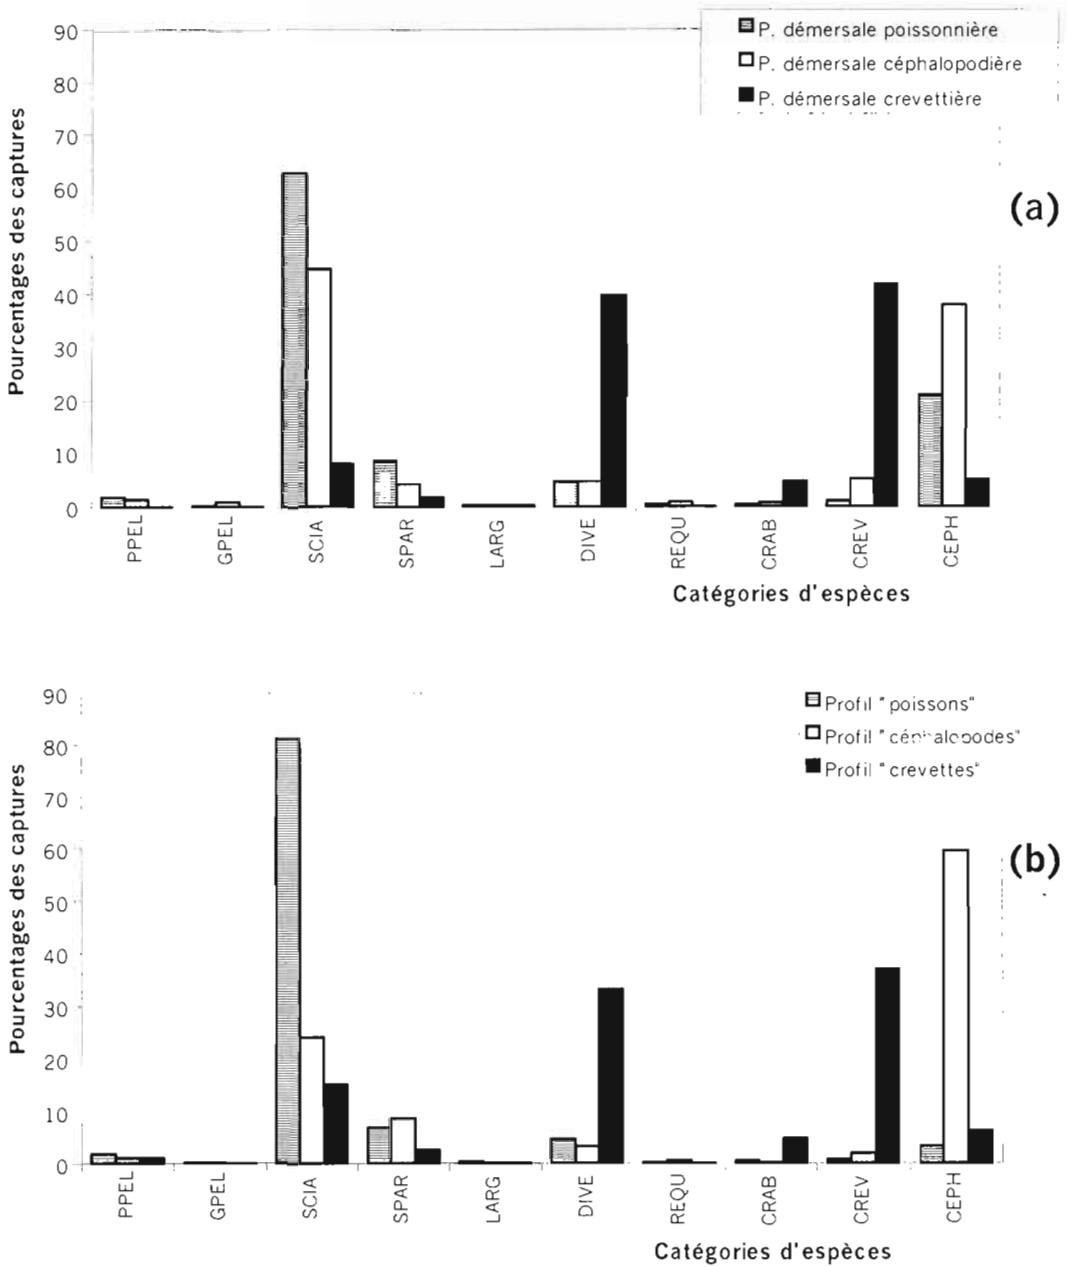 P. démersale poissonnière
P. démersale céphalopodière
P. démersale crevettière
Pourcentages des captures
90
80
70
60
50
40
30
20
10
0
(a)
PPEL
GPEL
SCIA
SPAR
LARG
DIVE
REQU
CRAB
CREV
CEPH
Catégories d'espèces
Profil "poissons"
Profil "céphalopodes"
Profil "crevettes"
Pourcentages des captures
90
80
70
60
50
40
30
20
10
0
(b)
PPEL
GPEL
SCIA
SPAR
LARG
DIVE
REQU
CRAB
CREV
CEPH
Catégories d'espèces